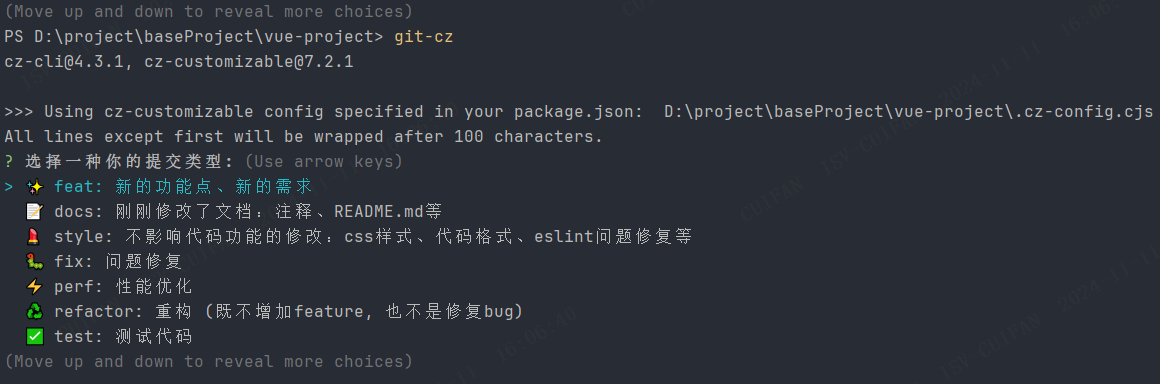 (Move up and down to reveal more choices)
PS D:\project\baseProject\vue-project> git-cz
cz-cli@4.3.1, cz-customizable@7.2.1
>>> Using cz-customizable config specified in your package.json:  D:\project\baseProject\vue-project\.cz-config.cjs
All lines except first will be wrapped after 100 characters.
? 选择一种你的提交类型: (Use arrow keys)
> ✨ feat: 新的功能点、新的需求
📝 docs: 刚刚修改了文档：注释、README.md等
💄 style: 不影响代码功能的修改：css样式、代码格式、eslint问题修复等
🐛 fix: 问题修复
⚡ perf: 性能优化
♻ refactor: 重构 (既不增加feature, 也不是修复bug)
✅ test: 测试代码
(Move up and down to reveal more choices)